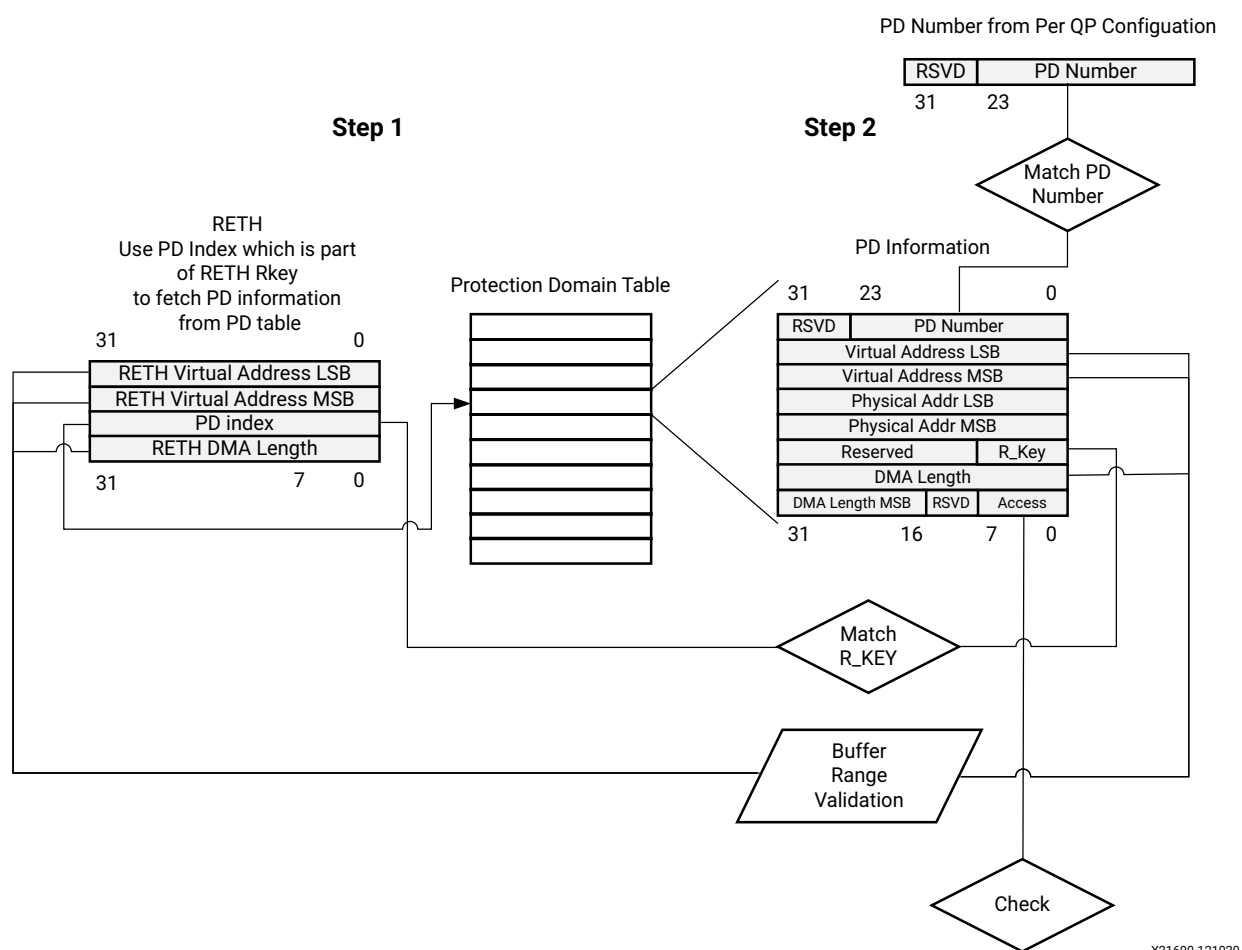 PD Number from Per QP Configuation
RSVD PD Number
31 23
Step 1 Step 2
Match PD
Number
RETH
Use PD Index which is part
of RETH Rkey
to fetch PD information
from PD table
31 0
RETH Virtual Address LSB
RETH Virtual Address MSB
PD index
RETH DMA Length
31 7 0
Protection Domain Table
PD Information
31 23 0
RSVD PD Number
Virtual Address LSB
Virtual Address MSB
Physical Addr LSB
Physical Addr MSB
Reserved R_Key
DMA Length
DMA Length MSB RSVD Access
31 16 7 0
Match
R_KEY
Buffer
Range
Validation
Check